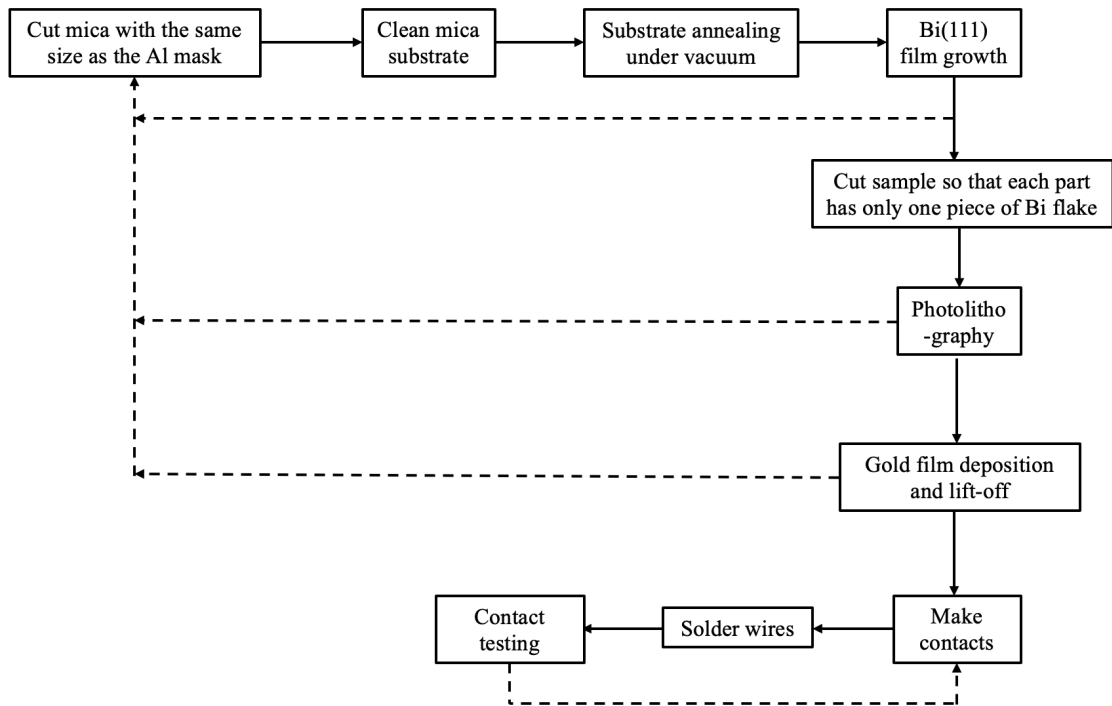 Cut mica with the same
size as the Al mask
Clean mica
substrate
Substrate annealing
under vacuum
Bi(111)
film growth
Cut sample so that each part
has only one piece of Bi flake
Photolitho
-graphy
Gold film deposition
and lift-off
Make
contacts
Solder wires
Contact
testing